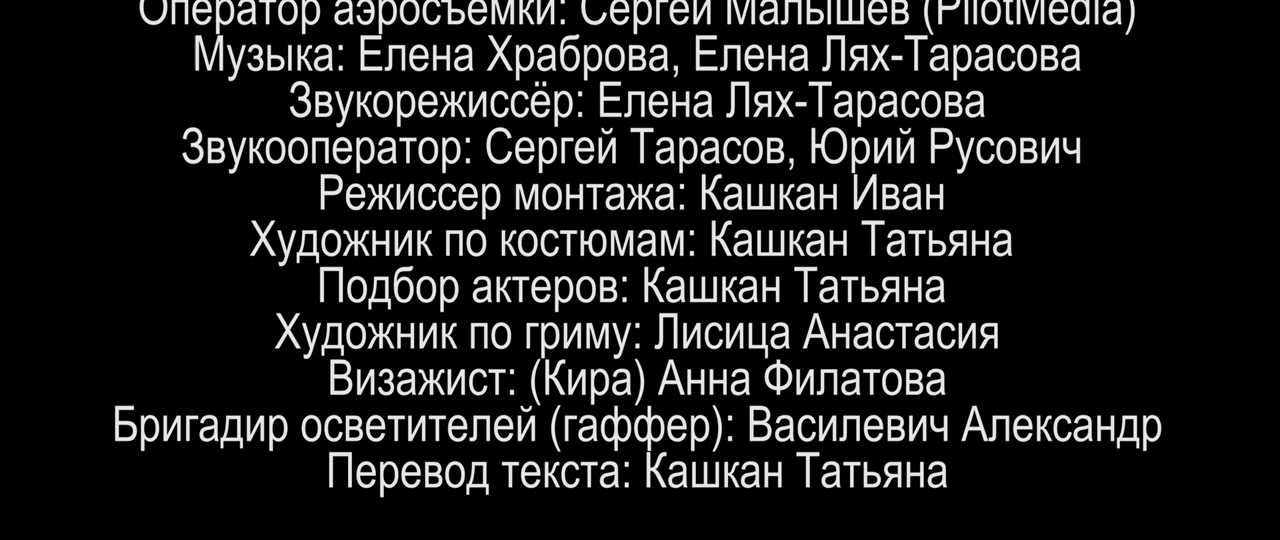 Оператор аэросъёмки: Сергей Малышев (PilotMedia)
Музыка: Елена Храброва, Елена Лях-Тарасова
Звукорежиссёр: Елена Лях-Тарасова
Звукооператор: Сергей Тарасов, Юрий Русович
Режиссер монтажа: Кашкан Иван
Художник по костюмам: Кашкан Татьяна
Подбор актеров: Кашкан Татьяна
Художник по гриму: Лисица Анастасия
Визажист: (Кира) Анна Филатова
Бригадир осветителей (гаффер): Василевич Александр
Перевод текста: Кашкан Татьяна